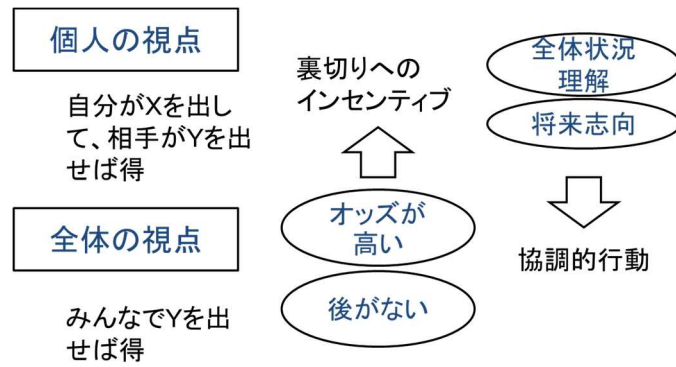 個人の視点
自分がXを出し
て、相手がYを出
せば得
全体の視点
みんなでYを出
せば得
裏切りへの
インセンティブ
オッズが
高い
後がない
全体状況
理解
将来志向
協調的行動